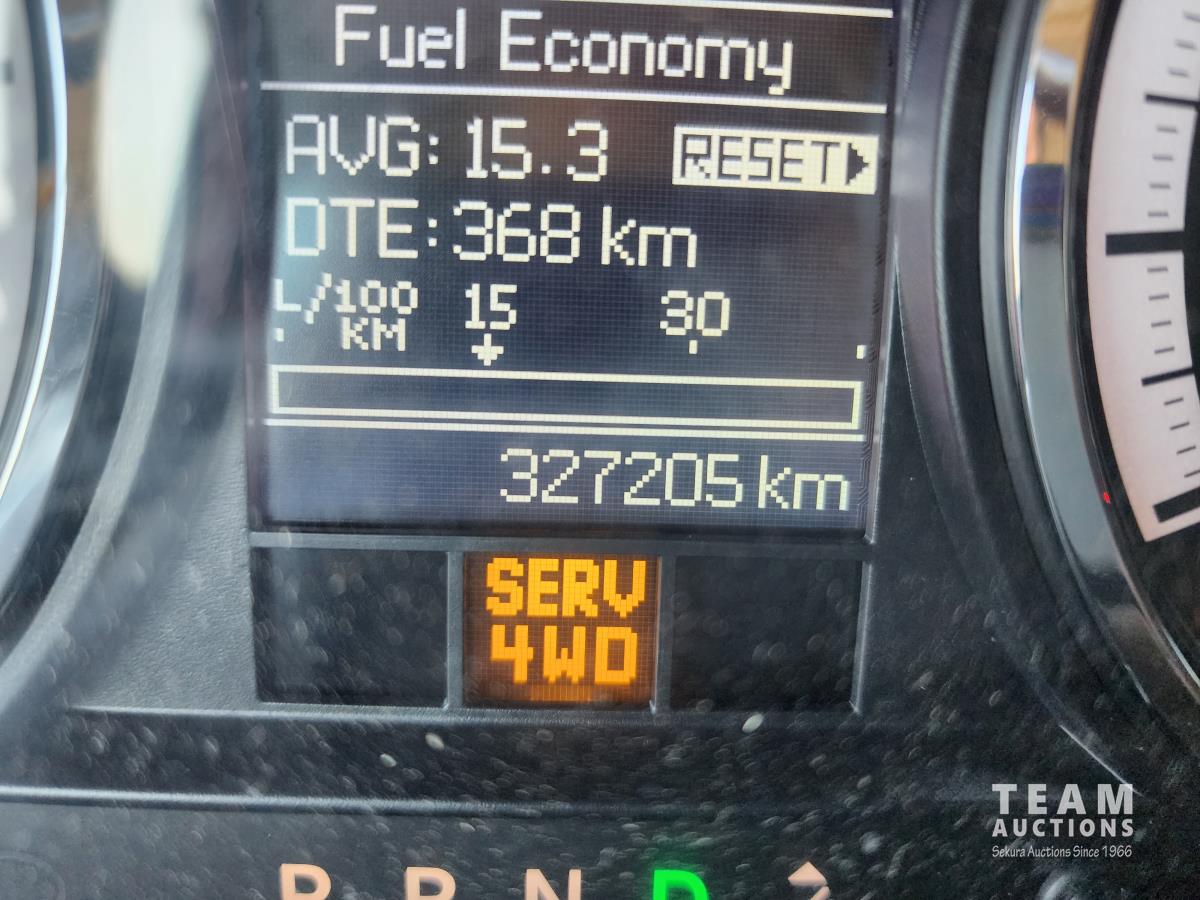 Fuel Economy
AVG: 15.3 RESET
DTE: 368 km
L/100 KM 15 30
327205 km
SERV
4WD
P R N D
TEAM
AUCTIONS
Sekura Auctions Since 1966